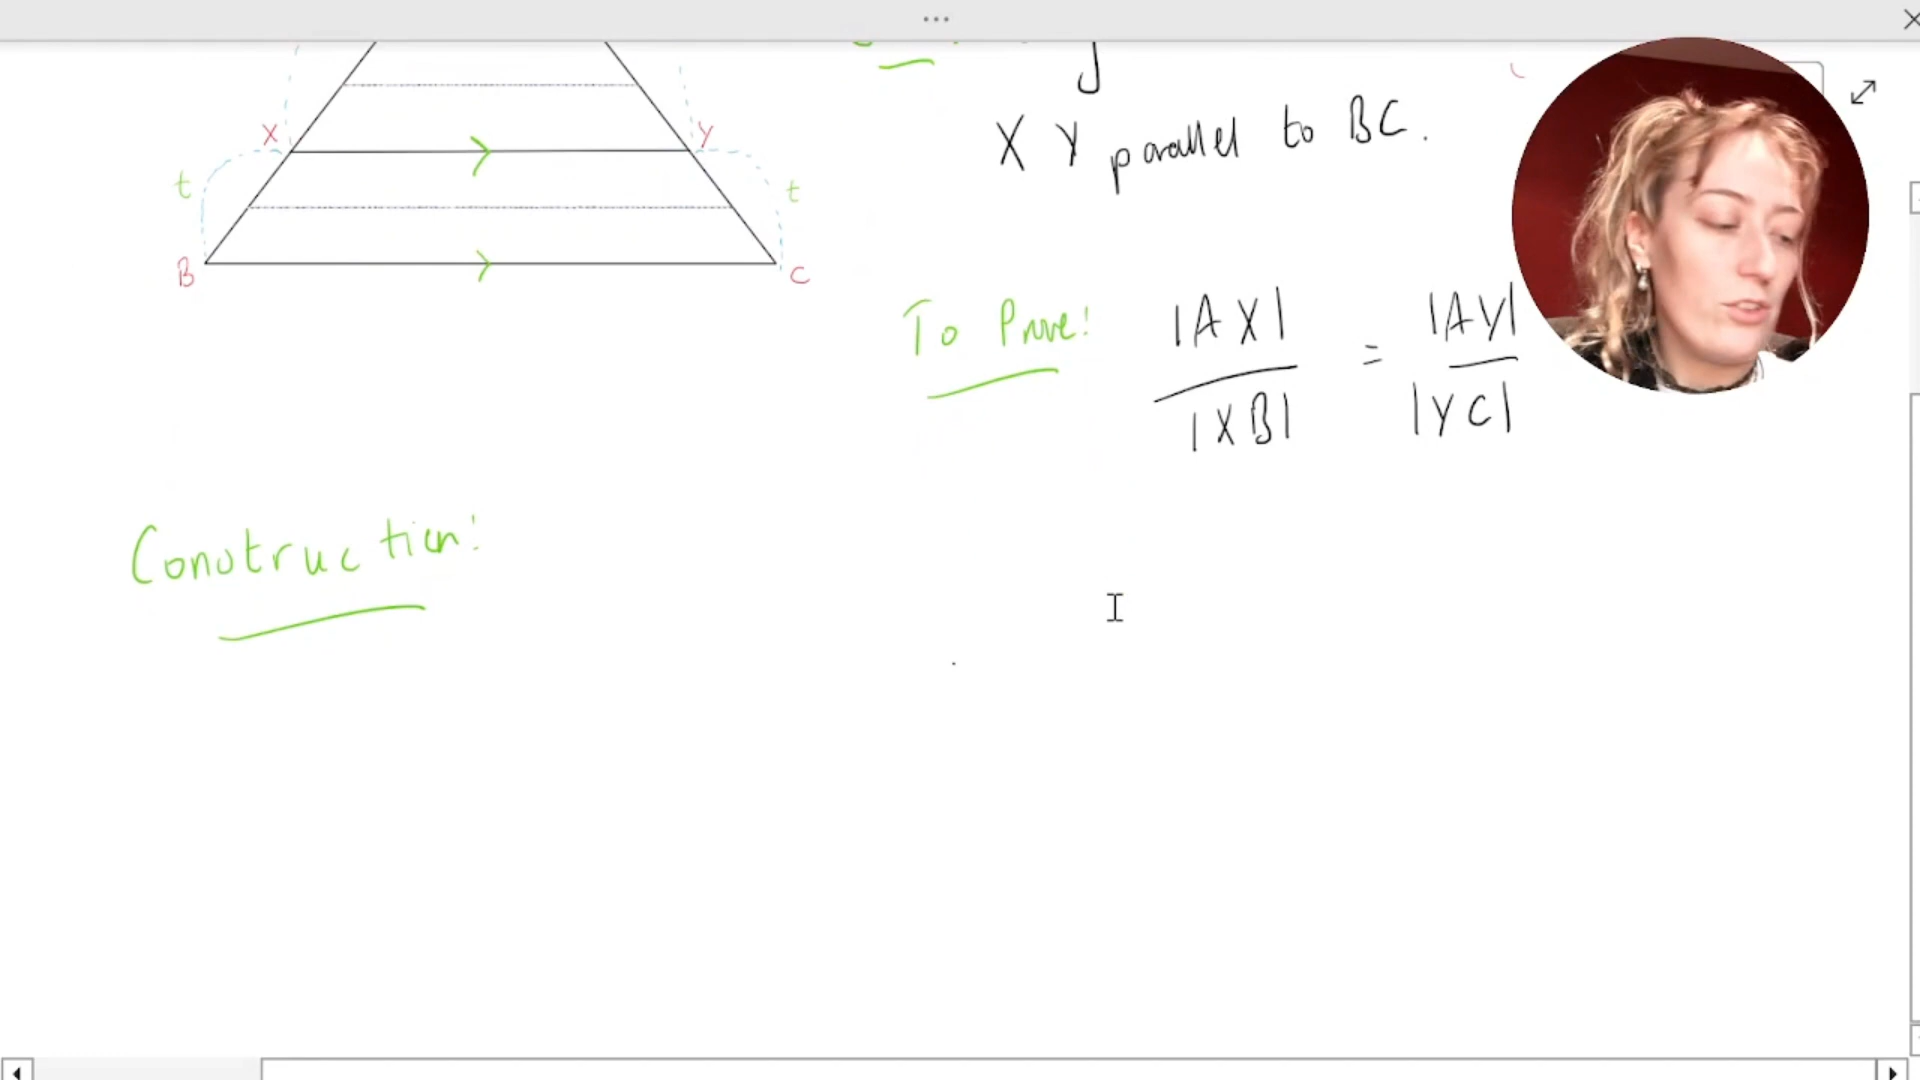 X
Y
t
t
B
C
X Y parallel to BC.
To Prove: |AX| / |XB| = |AY| / |YC|
Construction: